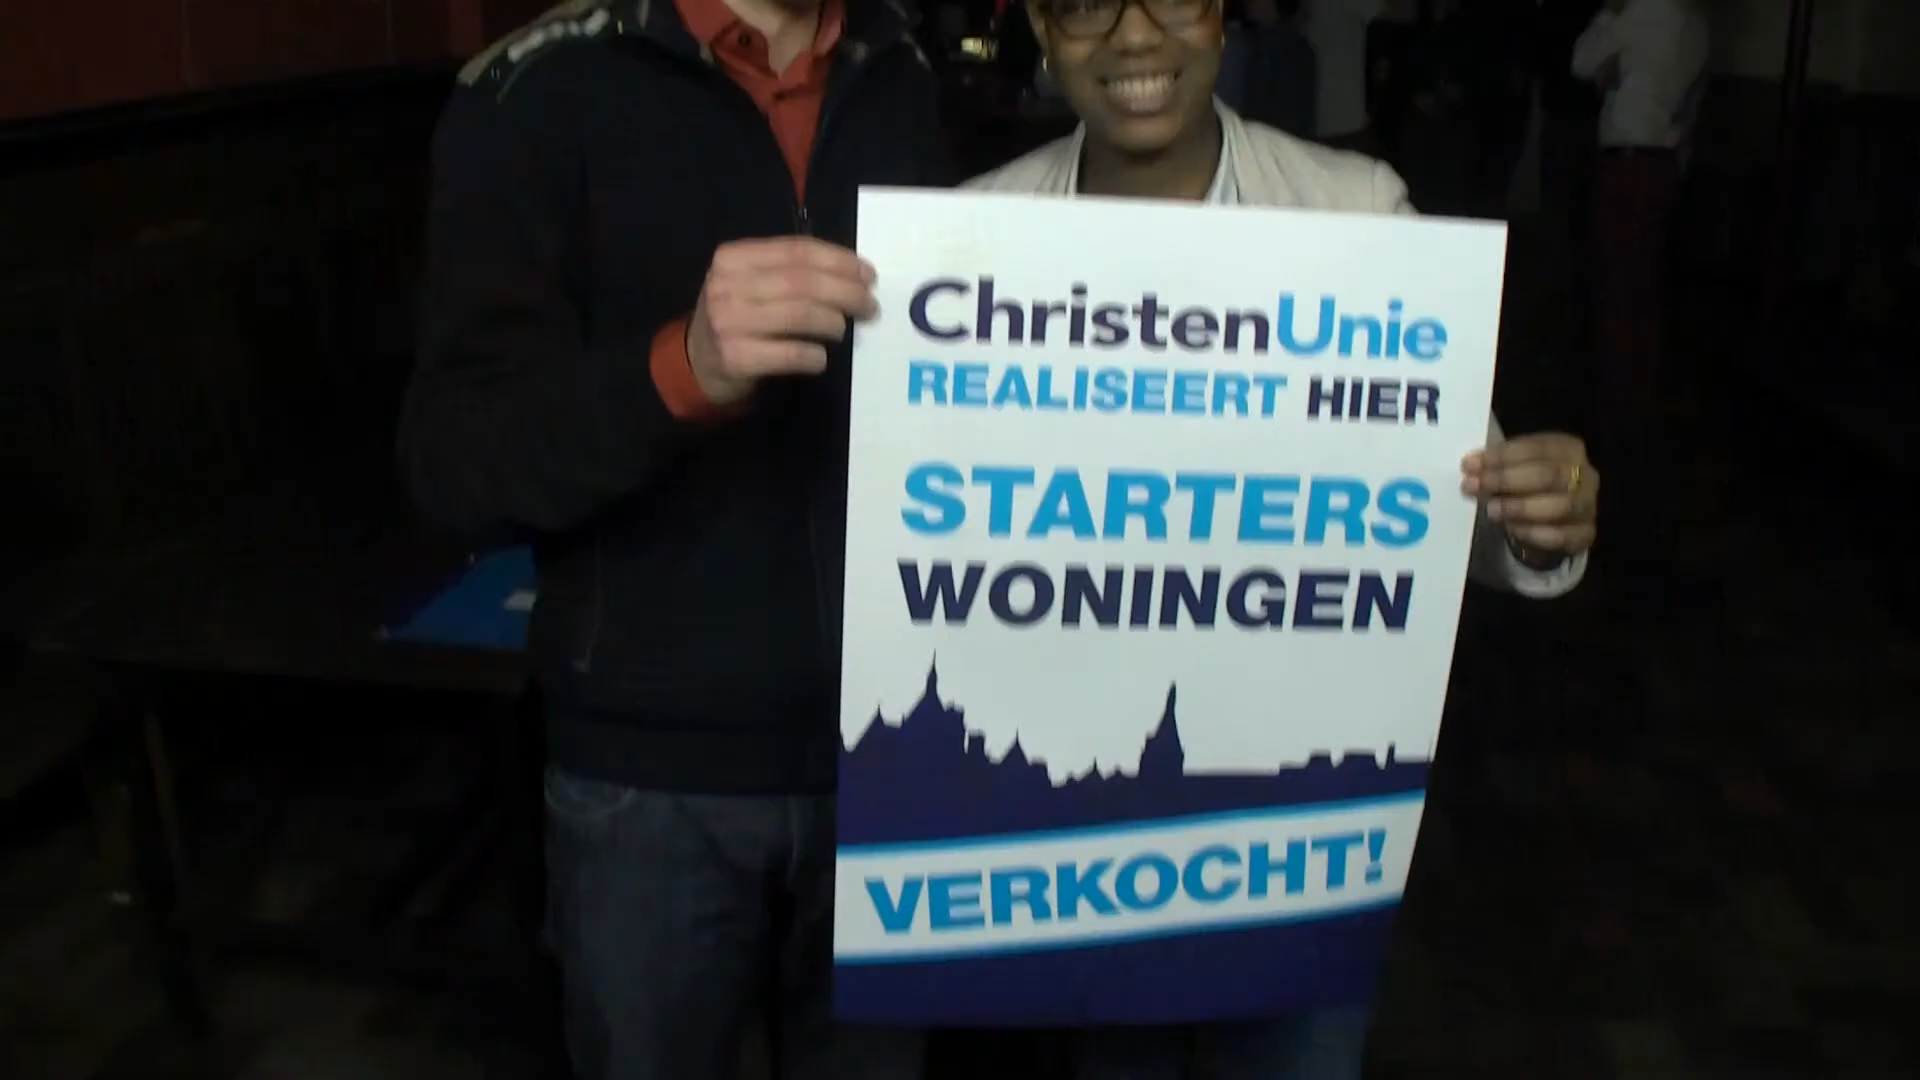 ChristenUnie
REALISEERT HIER
STARTERS
WONINGEN
VERKOCHT!